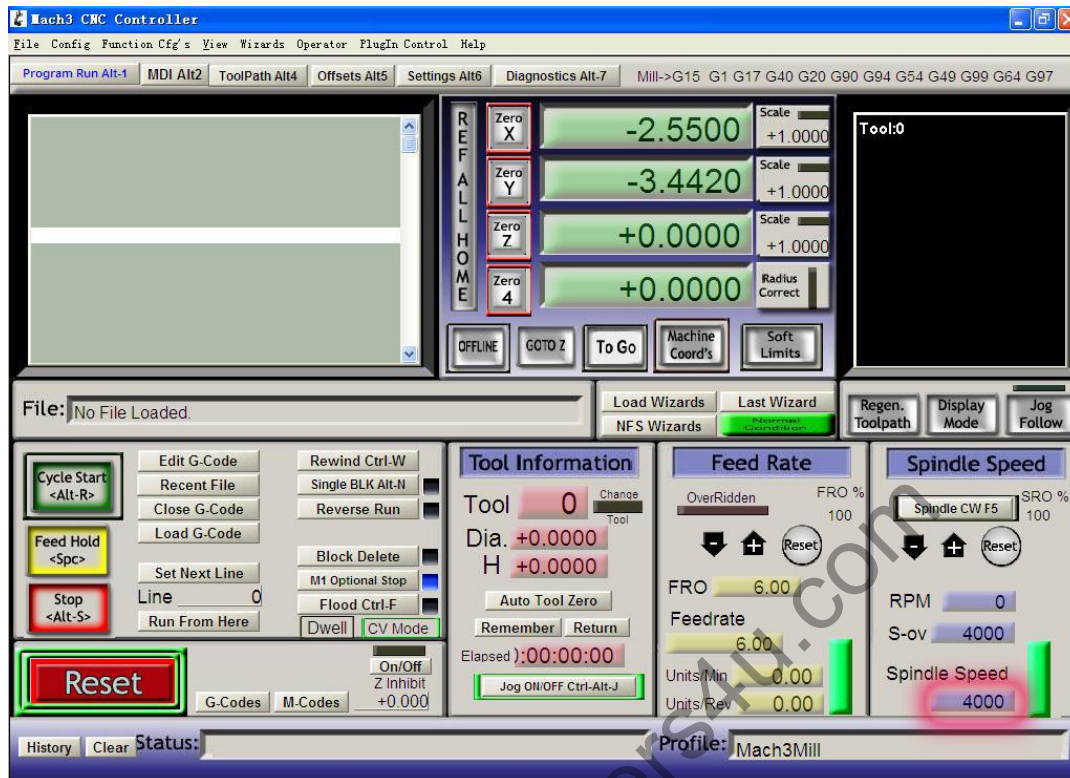 Mach3 CNC Controller
File Config Function Cfg's View Wizards Operator PlugIn Control Help
Program Run Alt-1 MDI Alt2 ToolPath Alt4 Offsets Alt5 Settings Alt6 Diagnostics Alt-7 Mill->G15 G1 G17 G40 G20 G90 G94 G54 G49 G99 G64 G97
REF ALL HOME
Zero X -2.5500 Scale +1.0000
Zero Y -3.4420 Scale +1.0000
Zero Z +0.0000 Scale +1.0000
Zero 4 +0.0000 Radius Correct
OFFLINE GOTO Z To Go Machine Coord's Soft Limits
Tool:0
File: No File Loaded.
Load Wizards Last Wizard
NFS Wizards Normal Condition
Regen. Toolpath Display Mode Jog Follow
Cycle Start <Alt-R>
Feed Hold <Spc>
Stop <Alt-S>
Edit G-Code
Recent File
Close G-Code
Load G-Code
Set Next Line
Line 0
Run From Here
Rewind Ctrl-W
Single BLK Alt-N
Reverse Run
Block Delete
M1 Optional Stop
Flood Ctrl-F
Dwell CV Mode
Reset
G-Codes M-Codes
On/Off
Z Inhibit
+0.000
Tool Information
Tool 0 Change Tool
Dia. +0.0000
H +0.0000
Auto Tool Zero
Remember Return
Elapsed ):00:00:00
Jog ON/OFF Ctrl-Alt-J
Feed Rate
OverRidden FRO %
100
Reset
FRO 6.00
Feedrate
6.00
Units/Min 0.00
Units/Rev 0.00
Spindle Speed
Spindle CW F5 SRO %
100
Reset
RPM 0
S-ov 4000
Spindle Speed
4000
History Clear Status:
Profile: Mach3Mill